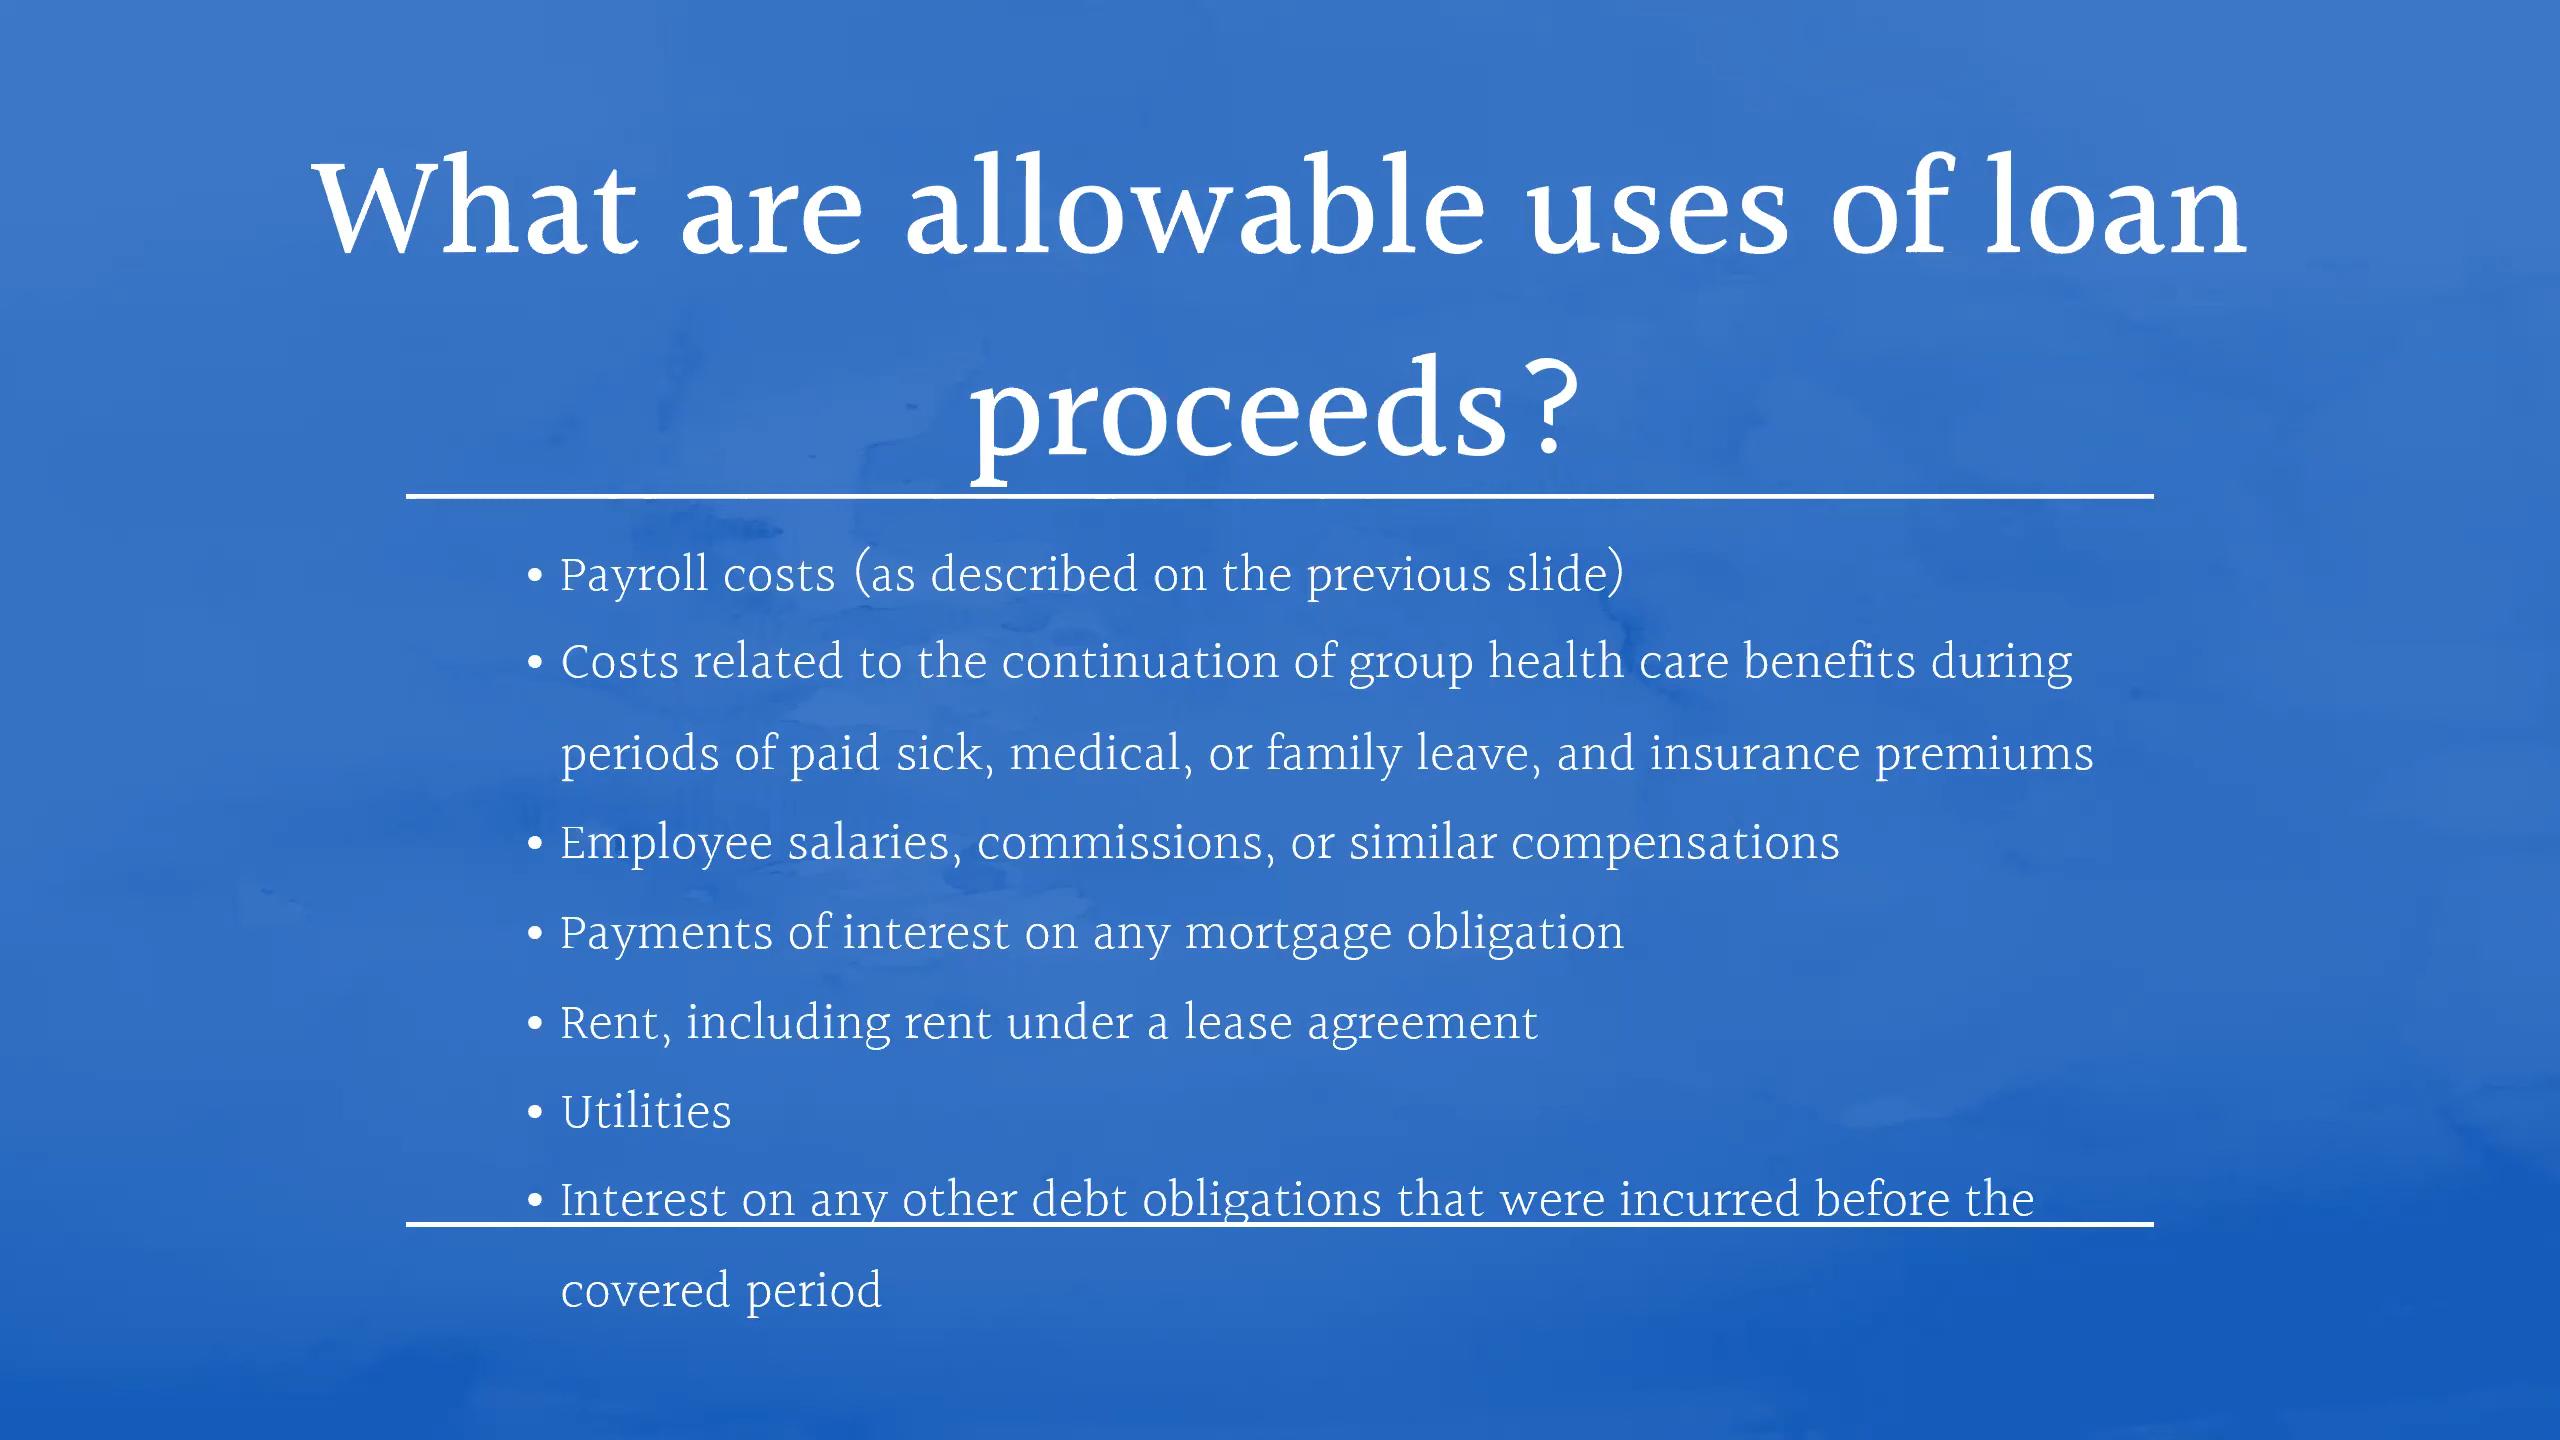 What are allowable uses of loan
proceeds?
• Payroll costs (as described on the previous slide)
• Costs related to the continuation of group health care benefits during
periods of paid sick, medical, or family leave, and insurance premiums
• Employee salaries, commissions, or similar compensations
• Payments of interest on any mortgage obligation
• Rent, including rent under a lease agreement
• Utilities
• Interest on any other debt obligations that were incurred before the
covered period